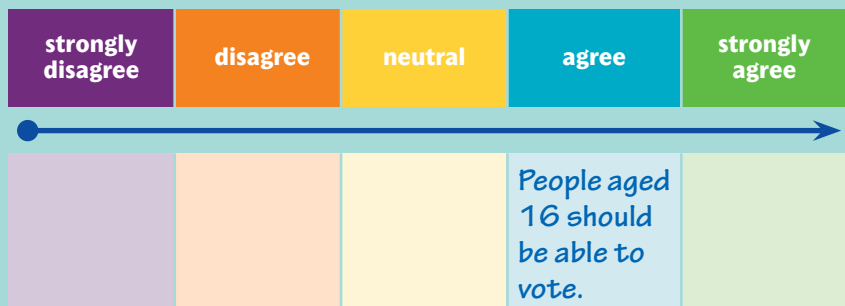 strongly
disagree
disagree
neutral
agree
strongly
agree
People aged
16 should
be able to
vote.